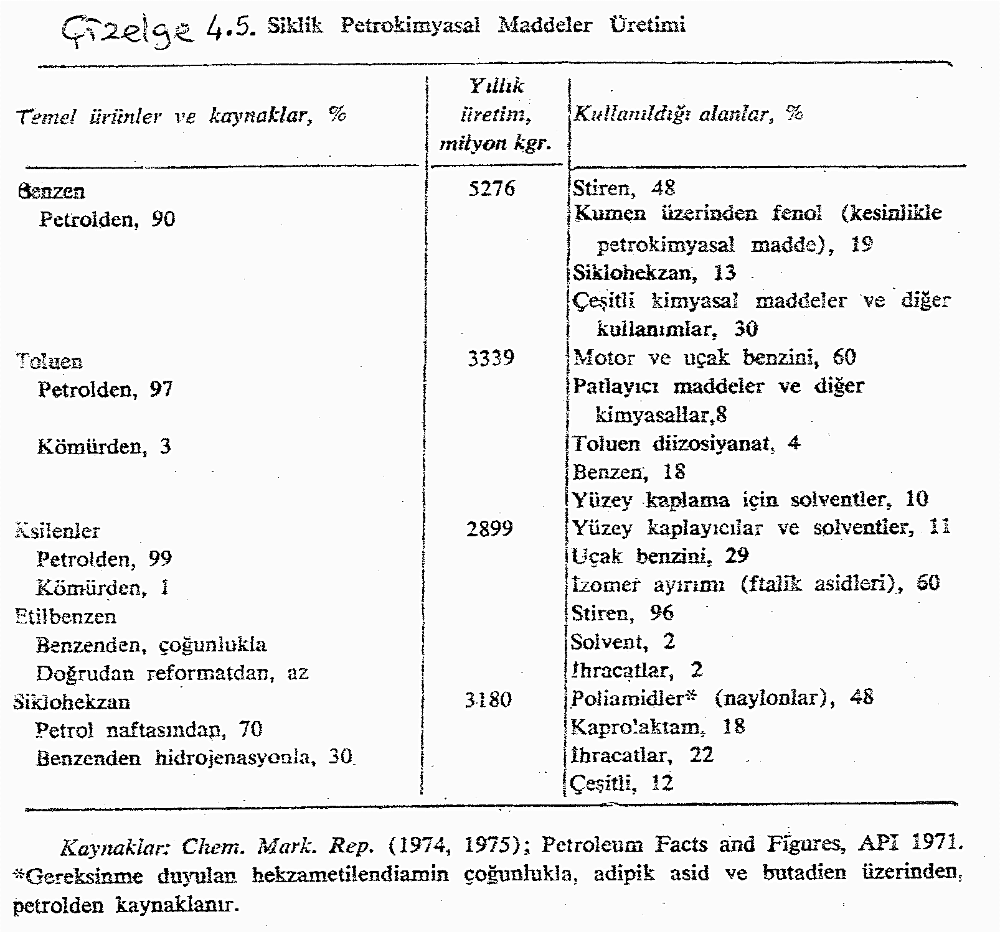 Çizelge 4.5. Siklik Petrokimyasal Maddeler Üretimi
Temel ürünler ve kaynaklar, %
Yıllık
üretim,
milyon kgr.
Kullanıldığı alanlar, %
Benzen 5276 Stiren, 48
Petrolden, 90 Kumen üzerinden fenol (kesinlikle
petrokimyasal madde), 19
Siklohekzan, 13
Çeşitli kimyasal maddeler ve diğer
kullanımlar, 30
Toluen 3339 Motor ve uçak benzini, 60
Petrolden, 97 Patlayıcı maddeler ve diğer
kimyasallar,8
Kömürden, 3 Toluen diizosiyanat, 4
Benzen, 18
Yüzey kaplama için solventler, 10
Ksilenler 2899 Yüzey kaplayıcılar ve solventler, 11
Petrolden, 99 Uçak benzini, 29
Kömürden, 1 İzomer ayırımı (ftalik asidleri), 60
Etilbenzen Stiren, 96
Benzenden, çoğunlukla Solvent, 2
Doğrudan reformatdan, az İhracatlar, 2
Siklohekzan 3180 Poliamidler* (naylonlar), 48
Petrol naftasından, 70 Kaprolaktam, 18
Benzenden hidrojenasyonla, 30 İhracatlar, 22
Çeşitli, 12
Kaynaklar: Chem. Mark. Rep. (1974, 1975); Petroleum Facts and Figures, API 1971.
*Gereksinme duyulan hekzametilendiamin çoğunlukla, adipik asid ve butadien üzerinden,
petrolden kaynaklanır.